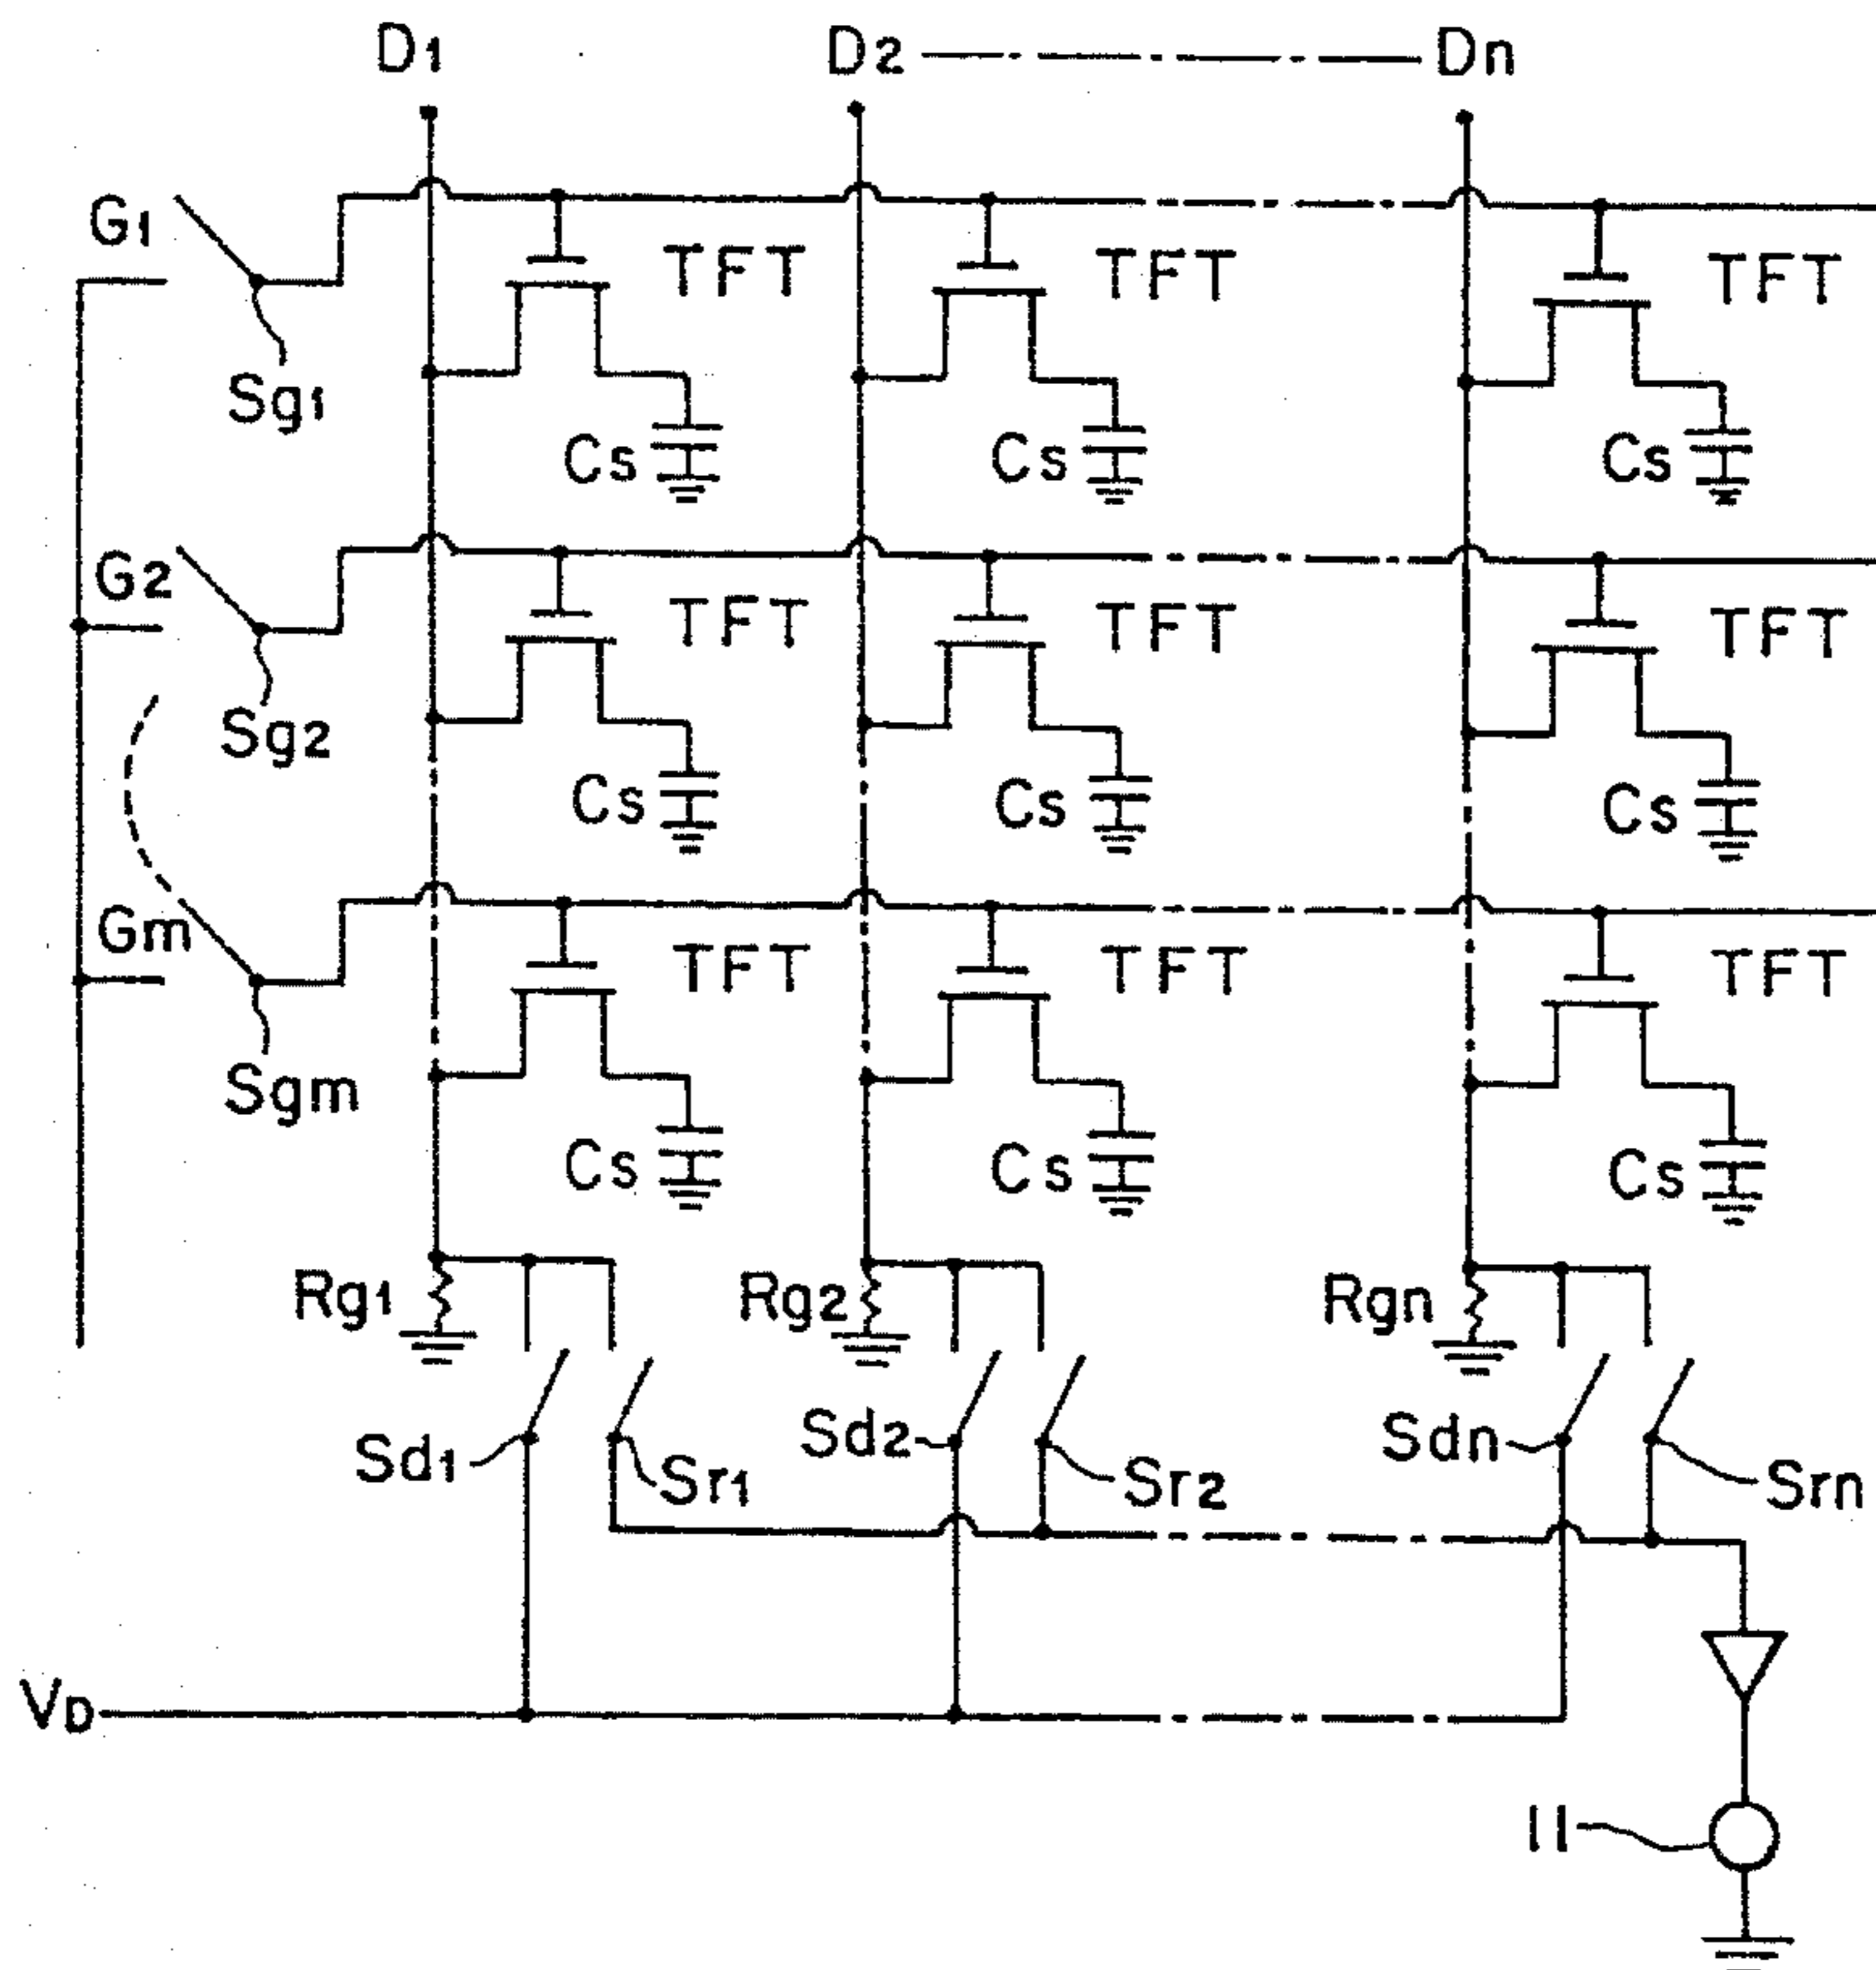 D1 D2 Dn
G1 TFT TFT TFT
Sg1 Cs Cs Cs
G2 TFT TFT TFT
Sg2 Cs Cs Cs
Gm TFT TFT TFT
Sgm Cs Cs Cs
Rg1 Rg2 Rgn
Sd1 Sr1 Sd2 Sr2 Sdn Srn
VD
11